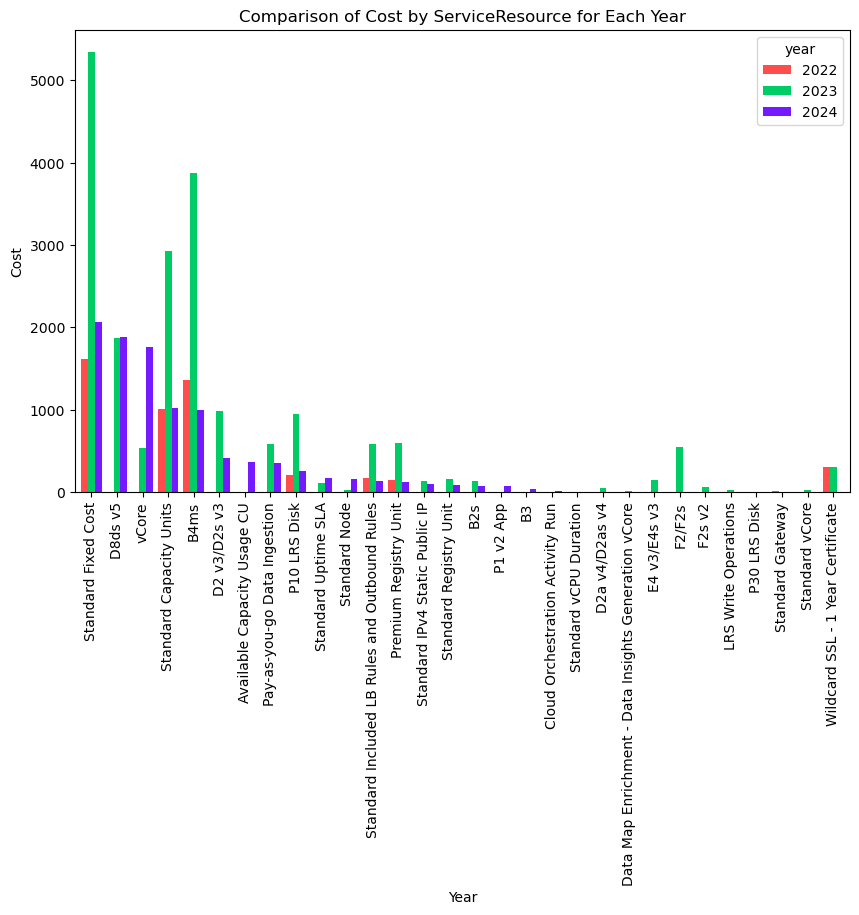 Comparison of Cost by ServiceResource for Each Year
year
2022
2023
2024
Cost
5000
4000
3000
2000
1000
0
Standard Fixed Cost
D8ds v5
vCore
Standard Capacity Units
B4ms
D2 v3/D2s v3
Available Capacity Usage CU
Pay-as-you-go Data Ingestion
P10 LRS Disk
Standard Uptime SLA
Standard Node
Standard Included LB Rules and Outbound Rules
Premium Registry Unit
Standard IPv4 Static Public IP
Standard Registry Unit
B2s
P1 v2 App
B3
Cloud Orchestration Activity Run
Standard vCPU Duration
D2a v4/D2as v4
Data Map Enrichment - Data Insights Generation vCore
E4 v3/E4s v3
F2/F2s
F2s v2
LRS Write Operations
P30 LRS Disk
Standard Gateway
Standard vCore
Wildcard SSL - 1 Year Certificate
Year